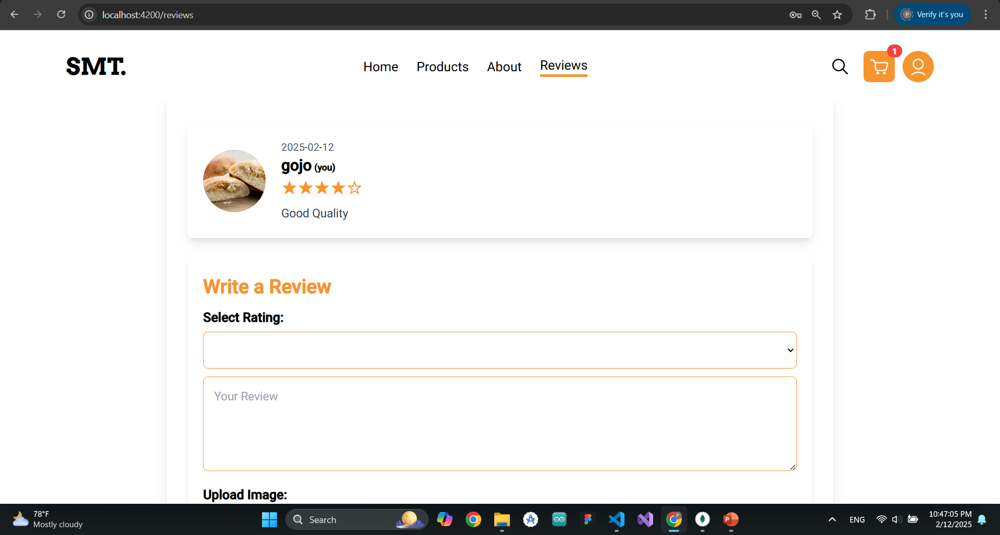 localhost:4200/reviews
P
Verify it's you
SMT.
Home
Products
About
Reviews
1
2025-02-12
gojo (you)
★★★★☆
Good Quality
Write a Review
Select Rating:
Your Review
Upload Image:
78°F
Mostly cloudy
Search
P
P
ENG
10:47:05 PM
2/12/2025